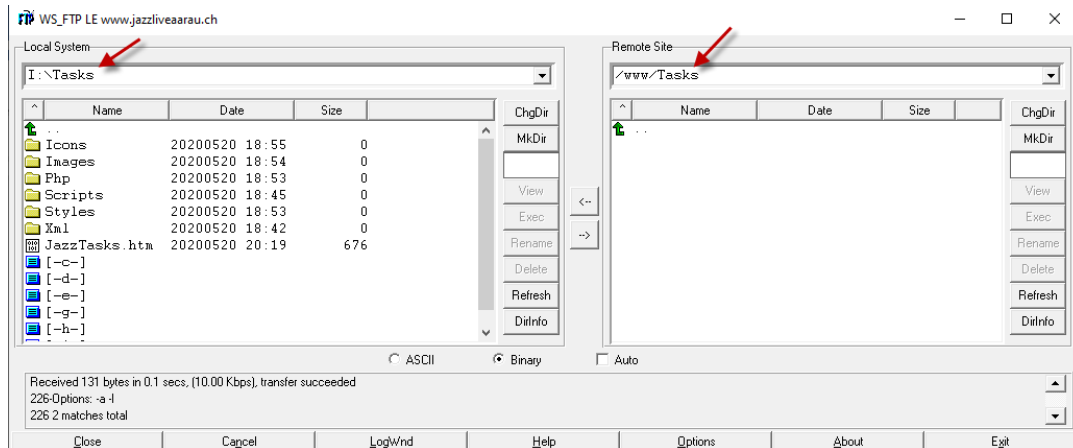 WS_FTP LE www.jazzliveaarau.ch
Local System
I:\Tasks
^ Name Date Size
..
Icons 20200520 18:55 0
Images 20200520 18:54 0
Php 20200520 18:53 0
Scripts 20200520 18:45 0
Styles 20200520 18:53 0
Xml 20200520 18:42 0
JazzTasks.htm 20200520 20:19 676
[-c-]
[-d-]
[-e-]
[-g-]
[-h-]
ChgDir
MkDir
View
Exec
Rename
Delete
Refresh
DirInfo
<--
-->
Remote Site
/www/Tasks
^ Name Date Size
..
ChgDir
MkDir
View
Exec
Rename
Delete
Refresh
DirInfo
ASCII Binary Auto
Received 131 bytes in 0.1 secs, (10.00 Kbps), transfer succeeded
226-Options: -a -l
226 2 matches total
Close Cancel LogWnd Help Options About Exit